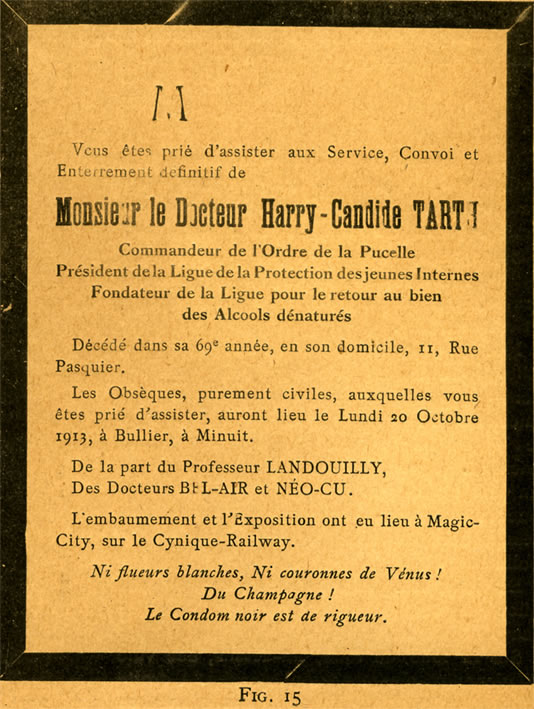 M
Vous êtes prié d'assister aux Service, Convoi et
Enterrement définitif de
Monsieur le Docteur Harry-Candide TARTE
Commandeur de l'Ordre de la Pucelle
Président de la Ligue de la Protection des jeunes Internes
Fondateur de la Ligue pour le retour au bien
des Alcools dénaturés
Décédé dans sa 69e année, en son domicile, 11, Rue
Pasquier.
Les Obsèques, purement civiles, auxquelles vous
êtes prié d'assister, auront lieu le Lundi 20 Octobre
1913, à Bullier, à Minuit.
De la part du Professeur LANDOUILLY,
Des Docteurs BEL-AIR et NÉO-CU.
L'embaumement et l'Exposition ont eu lieu à Magic-
City, sur le Cynique-Railway.
Ni flueurs blanches, Ni couronnes de Vénus !
Du Champagne !
Le Condom noir est de rigueur.
FIG. 15